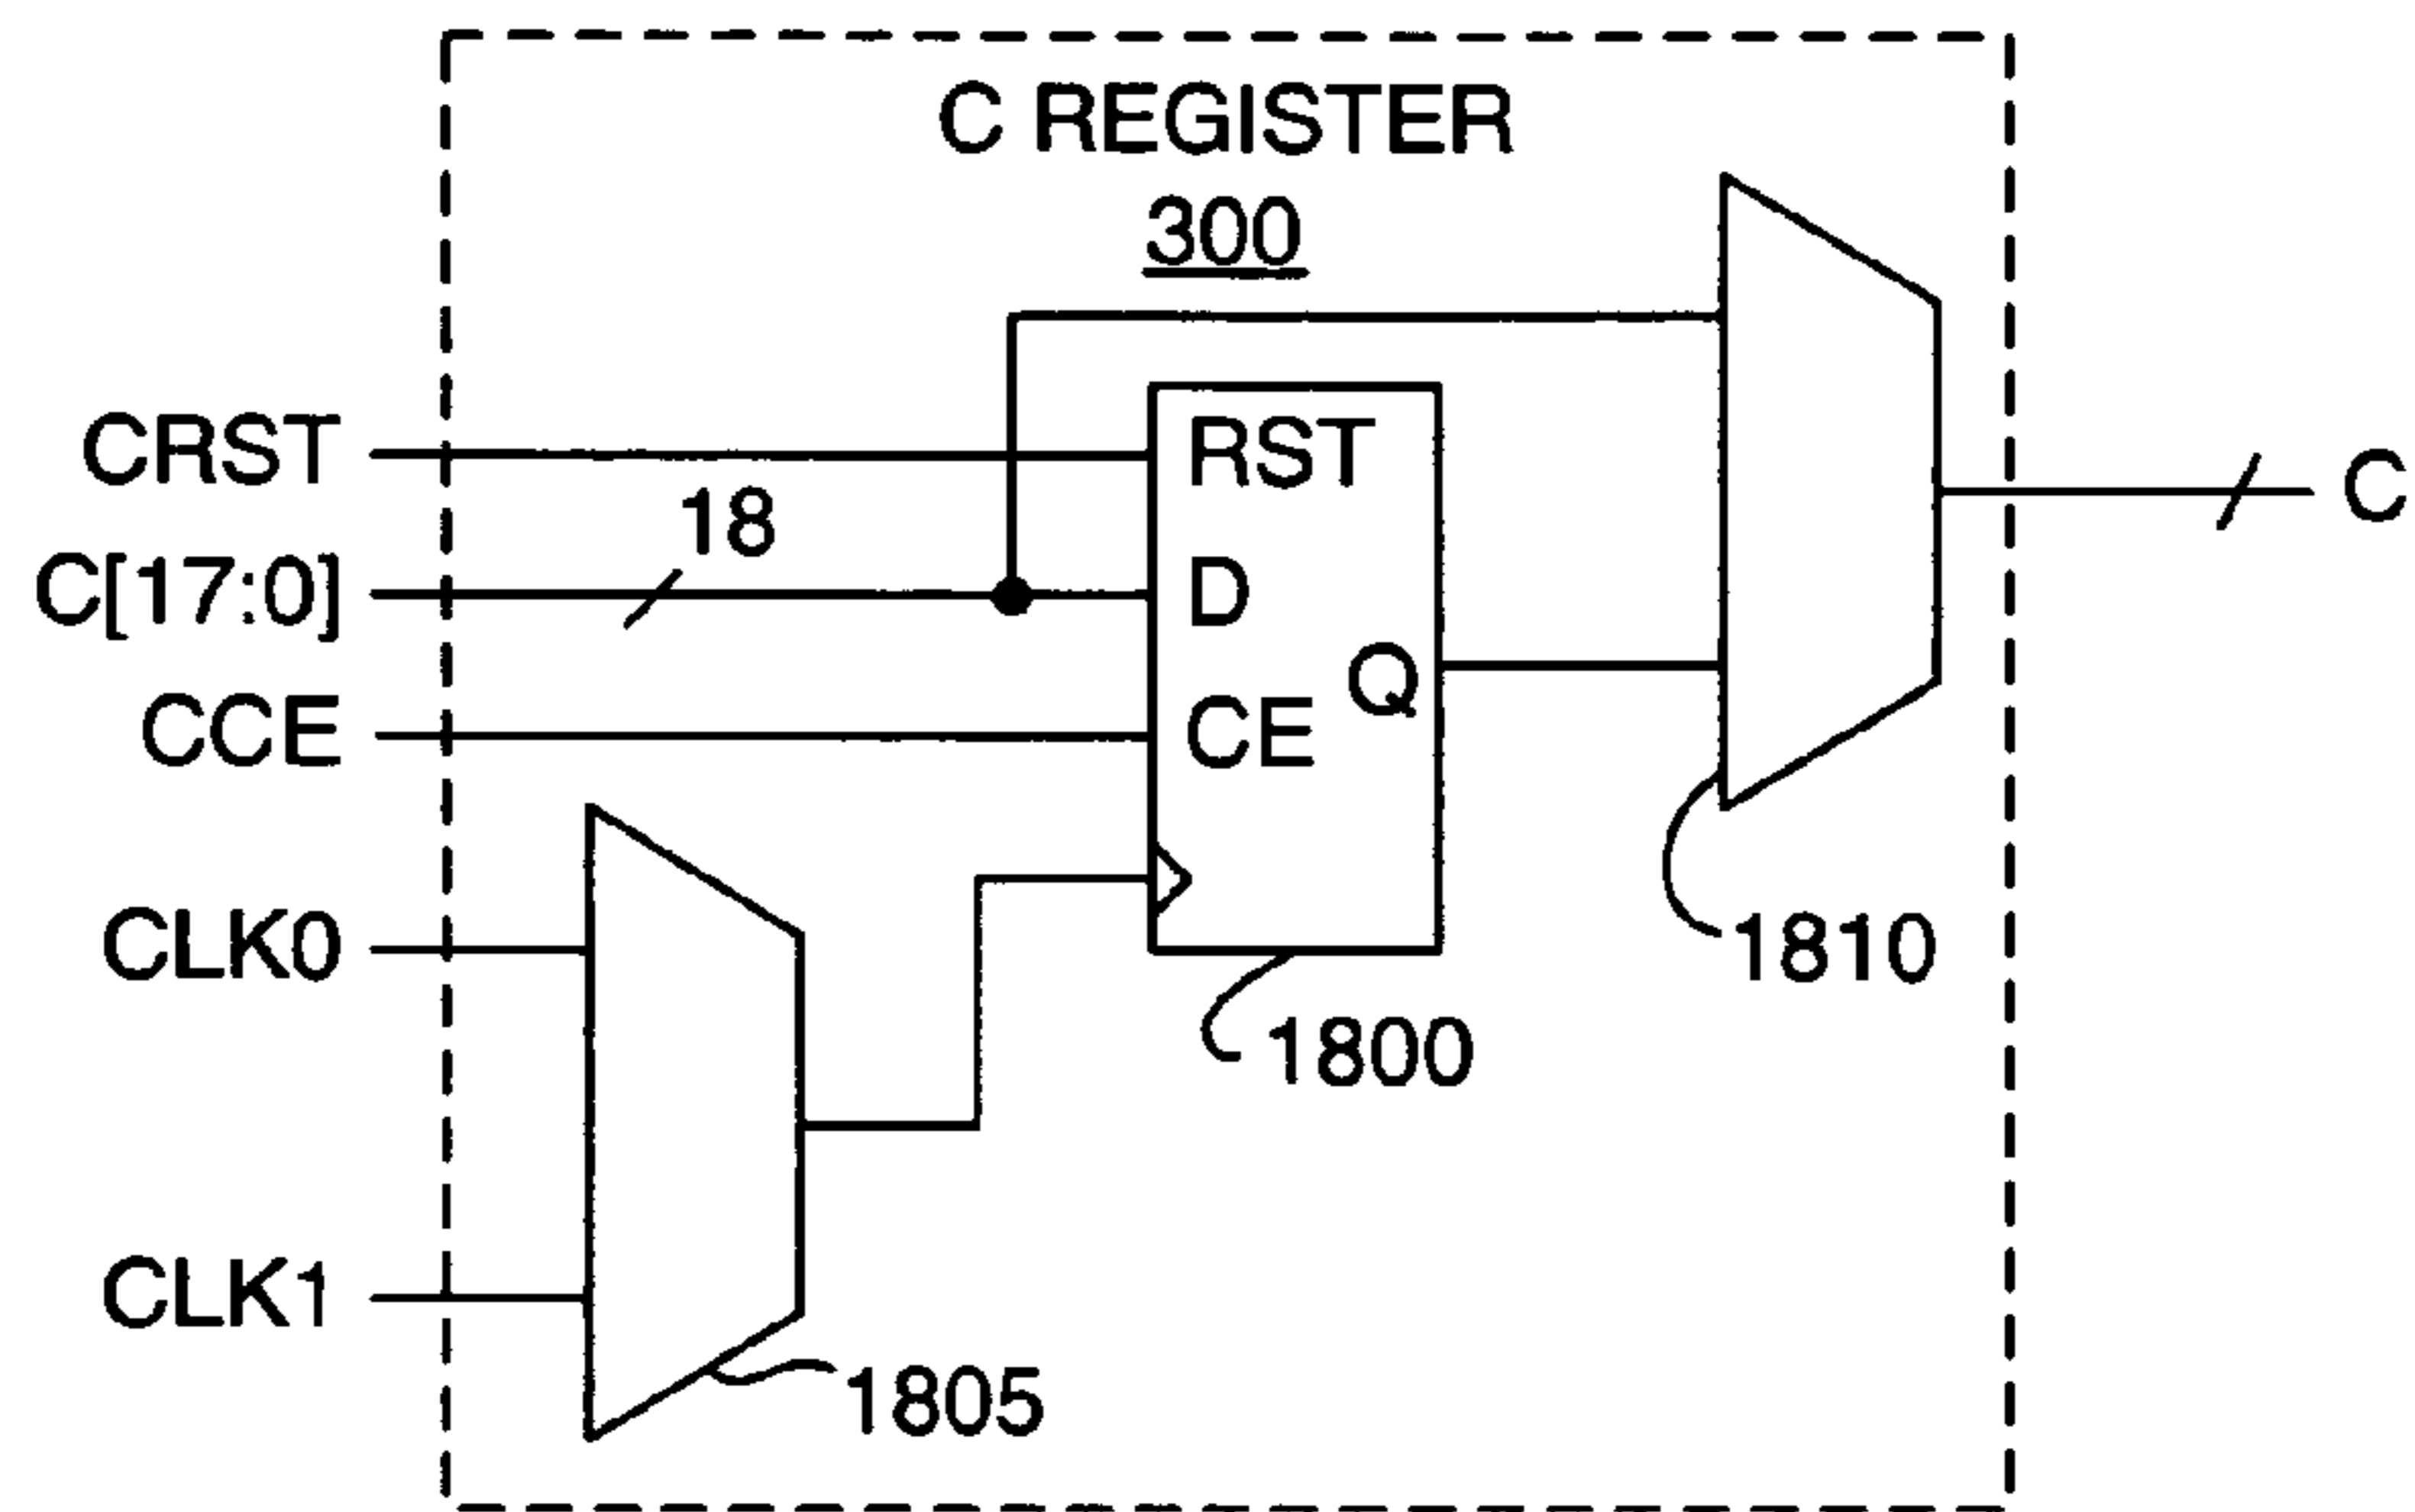 C REGISTER
300
CRST
RST
C
18
C[17:0]
D
Q
CCE
CE
CLK0
1810
1800
CLK1
1805